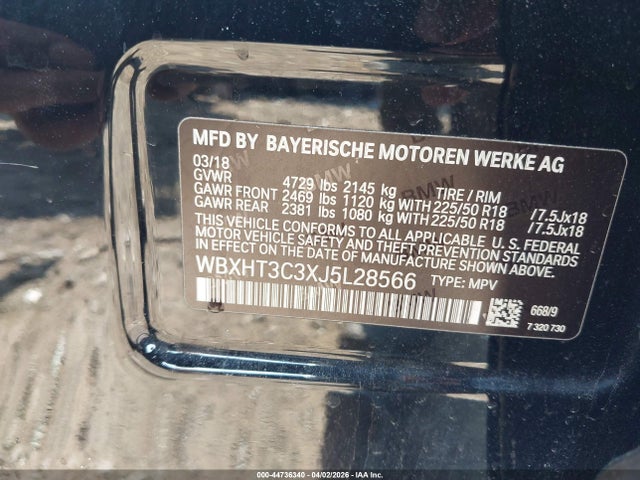 MFD BY BAYERISCHE MOTOREN WERKE AG
03/18
GVWR 4729 lbs 2145 kg TIRE / RIM
GAWR FRONT 2469 lbs 1120 kg WITH 225/50 R18 /7.5Jx18
GAWR REAR 2381 lbs 1080 kg WITH 225/50 R18 /7.5Jx18
THIS VEHICLE CONFORMS TO ALL APPLICABLE U.S. FEDERAL
MOTOR VEHICLE SAFETY, BUMPER, AND THEFT PREVENTION STANDARDS
IN EFFECT ON THE DATE OF MANUFACTURE SHOWN ABOVE.
WBXHT3C3XJ5L28566 TYPE: MPV
668/9
7 320 730
000-44736340 - 04/02/2026 - IAA Inc.